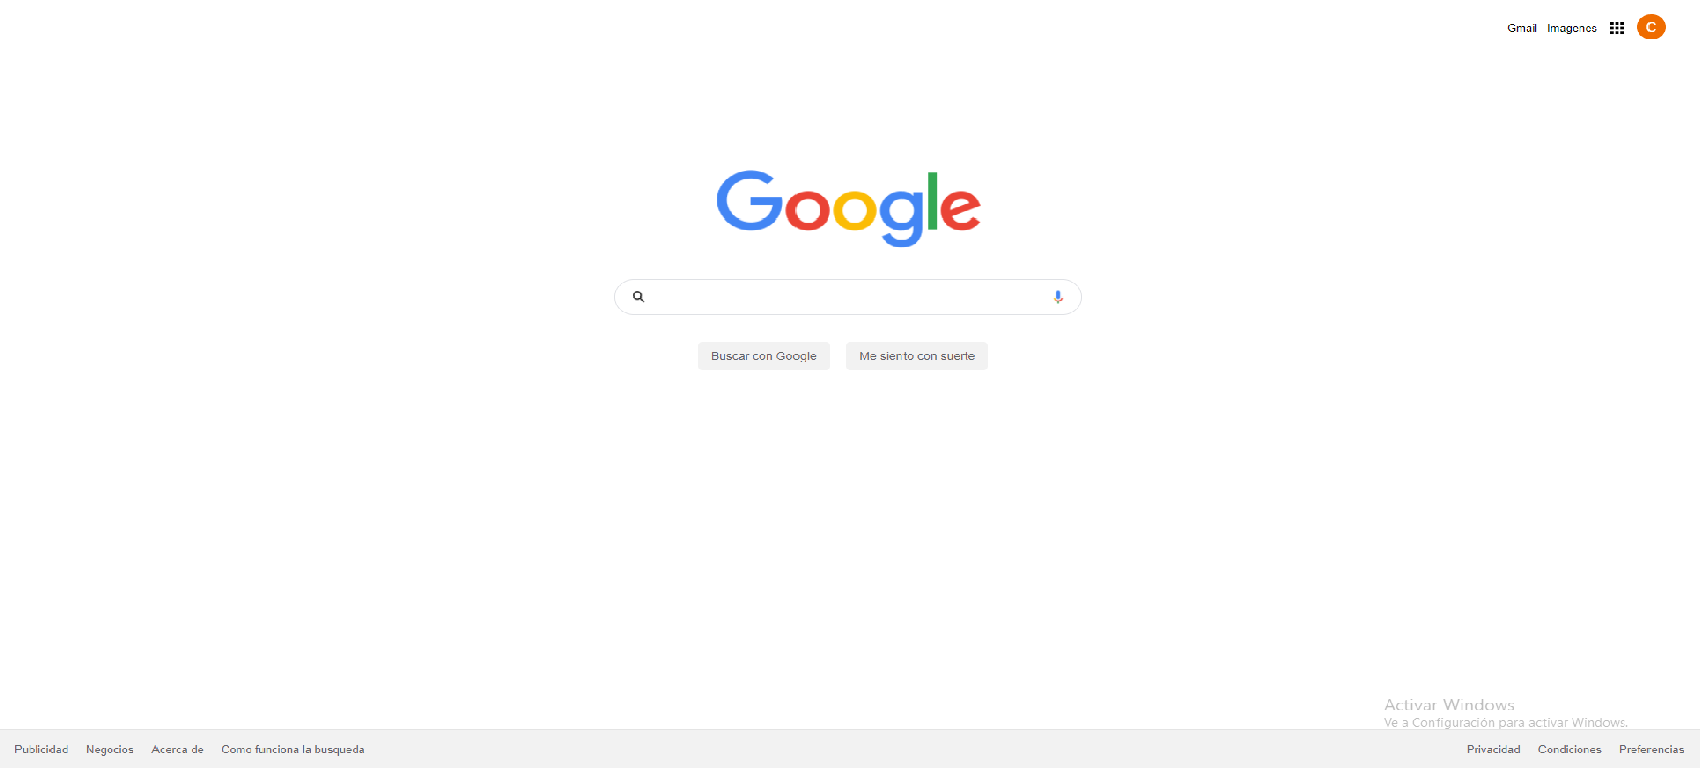 Gmail Imagenes C
Google
Buscar con Google Me siento con suerte
Activar Windows
Ve a Configuración para activar Windows.
Publicidad Negocios Acerca de Como funciona la busqueda Privacidad Condiciones Preferencias